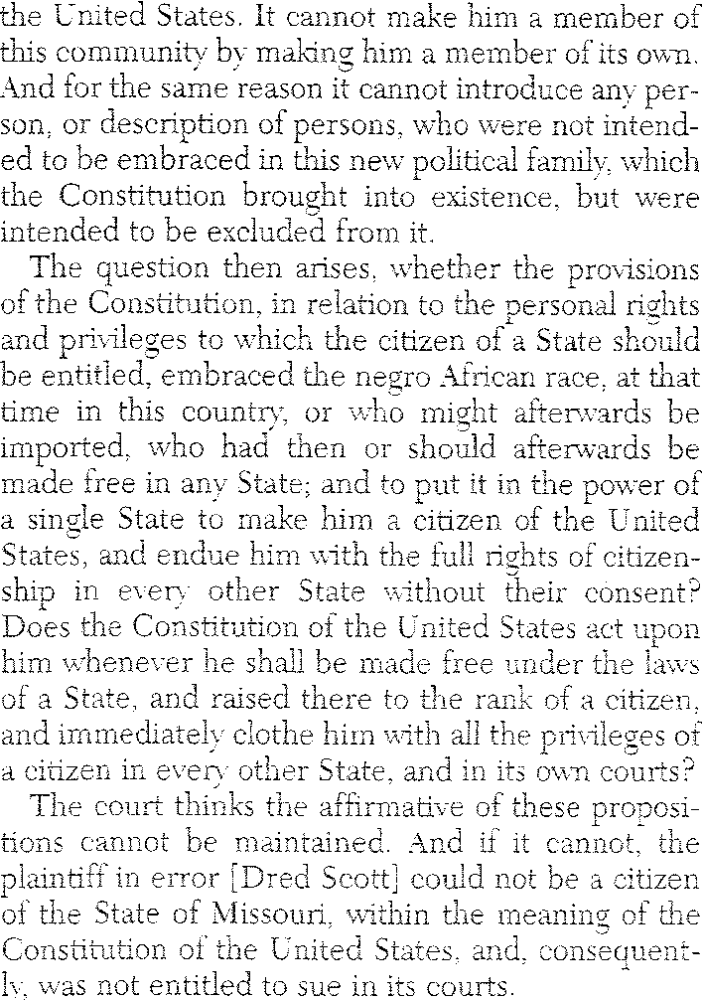 the United States. It cannot make him a member of
this community by making him a member of its own.
And for the same reason it cannot introduce any per-
son, or description of persons, who were not intend-
ed to be embraced in this new political family, which
the Constitution brought into existence, but were
intended to be excluded from it.
The question then arises, whether the provisions
of the Constitution, in relation to the personal rights
and privileges to which the citizen of a State should
be entitled, embraced the negro African race, at that
time in this country, or who might afterwards be
imported, who had then or should afterwards be
made free in any State; and to put it in the power of
a single State to make him a citizen of the United
States, and endue him with the full rights of citizen-
ship in every other State without their consent?
Does the Constitution of the United States act upon
him whenever he shall be made free under the laws
of a State, and raised there to the rank of a citizen,
and immediately clothe him with all the privileges of
a citizen in every other State, and in its own courts?
The court thinks the affirmative of these proposi-
tions cannot be maintained. And if it cannot, the
plaintiff in error [Dred Scott] could not be a citizen
of the State of Missouri, within the meaning of the
Constitution of the United States, and, consequent-
ly, was not entitled to sue in its courts.